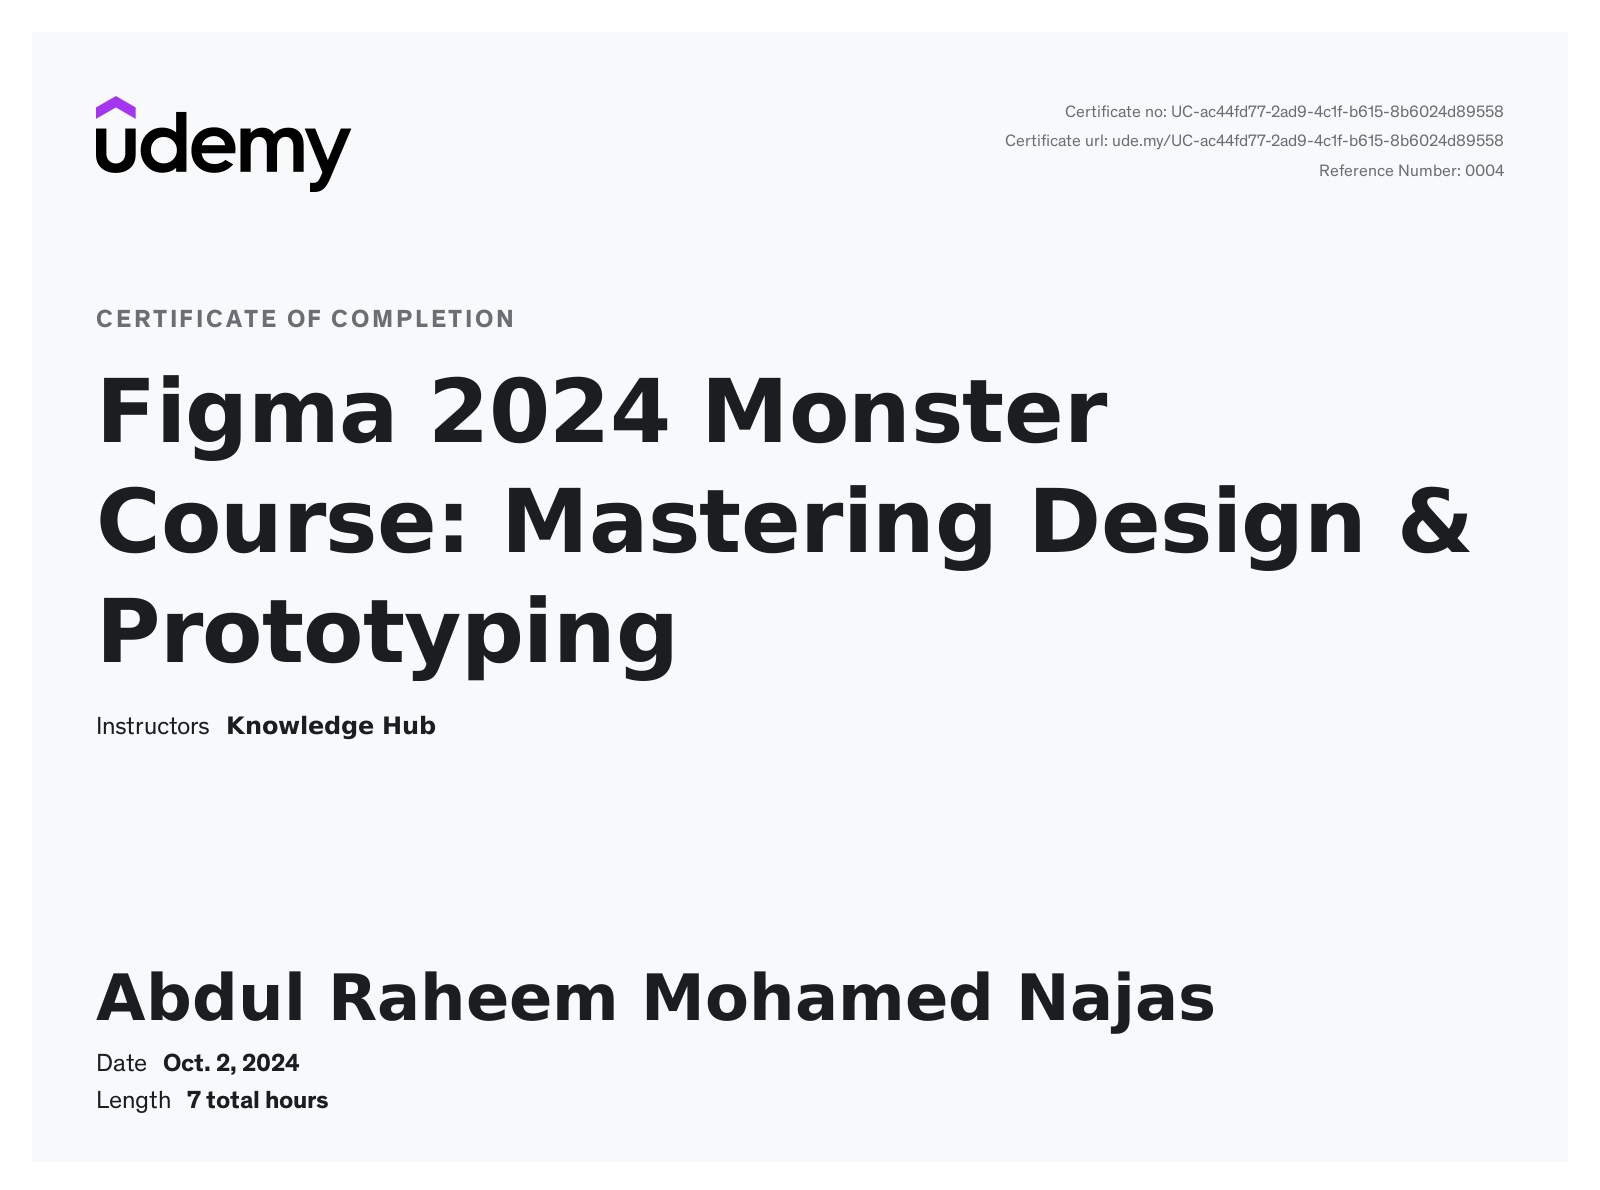 udemy
Certificate no: UC-ac44fd77-2ad9-4c1f-b615-8b6024d89558
Certificate url: ude.my/UC-ac44fd77-2ad9-4c1f-b615-8b6024d89558
Reference Number: 0004
CERTIFICATE OF COMPLETION
Figma 2024 Monster
Course: Mastering Design &
Prototyping
Instructors Knowledge Hub
Abdul Raheem Mohamed Najas
Date Oct. 2, 2024
Length 7 total hours